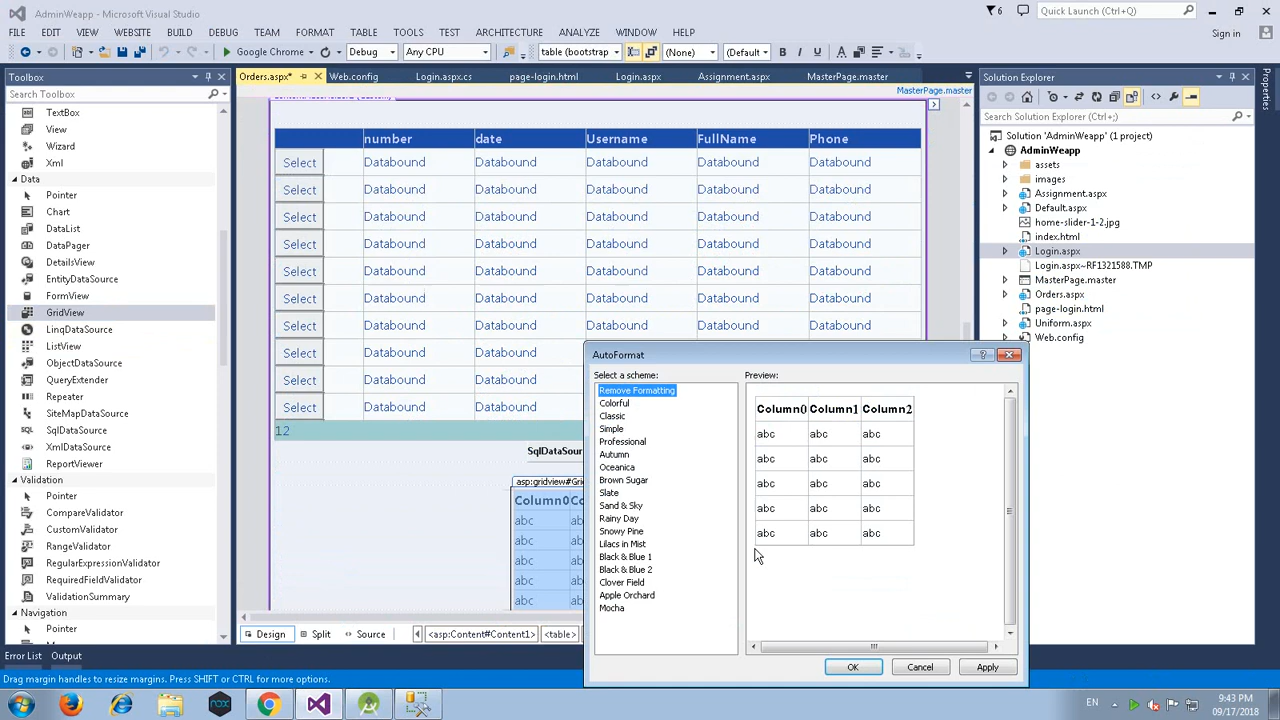 AdminWeapp - Microsoft Visual Studio
6
Quick Launch (Ctrl+Q)
FILE EDIT VIEW WEBSITE BUILD DEBUG TEAM FORMAT TABLE TOOLS TEST ARCHITECTURE ANALYZE WINDOW HELP
Sign in
Google Chrome Debug Any CPU table (bootstrap (None) (Default B I U A
Toolbox
Search Toolbox
TextBox
View
Wizard
Xml
Data
Pointer
Chart
DataList
DataPager
DetailsView
EntityDataSource
FormView
GridView
LinqDataSource
ListView
ObjectDataSource
QueryExtender
Repeater
SiteMapDataSource
SqlDataSource
XmlDataSource
ReportViewer
Validation
Pointer
CompareValidator
CustomValidator
RangeValidator
RegularExpressionValidator
RequiredFieldValidator
ValidationSummary
Navigation
Pointer
Orders.aspx* Web.config Login.aspx.cs page-login.html Login.aspx Assignment.aspx MasterPage.master
MasterPage.master
number date Username FullName Phone
Select Databound Databound Databound Databound Databound
Select Databound Databound Databound Databound Databound
Select Databound Databound Databound Databound Databound
Select Databound Databound Databound Databound Databound
Select Databound Databound Databound Databound Databound
Select Databound Databound Databound Databound Databound
Select Databound Databound Databound Databound Databound
Select Databound Databound
Select Databound Databound
Select Databound Databound
12
SqlDataSour
asp:gridview#Gri
Column0 Co
abc ab
abc ab
abc ab
abc ab
abc ab
Design Split Source <asp:Content#Content1> <table>
AutoFormat
Select a scheme:
Remove Formatting
Colorful
Classic
Simple
Professional
Autumn
Oceanica
Brown Sugar
Slate
Sand & Sky
Rainy Day
Snowy Pine
Lilacs in Mist
Black & Blue 1
Black & Blue 2
Clover Field
Apple Orchard
Mocha
Preview:
Column0 Column1 Column2
abc abc abc
abc abc abc
abc abc abc
abc abc abc
abc abc abc
OK Cancel Apply
Solution Explorer
Search Solution Explorer (Ctrl+;)
Solution 'AdminWeapp' (1 project)
AdminWeapp
assets
images
Assignment.aspx
Default.aspx
home-slider-1-2.jpg
index.html
Login.aspx
Login.aspx~RF1321588.TMP
MasterPage.master
Orders.aspx
page-login.html
Uniform.aspx
Web.config
Properties
Error List Output
Drag margin handles to resize margins. Press SHIFT or CTRL for more options.
EN
9:43 PM
09/17/2018